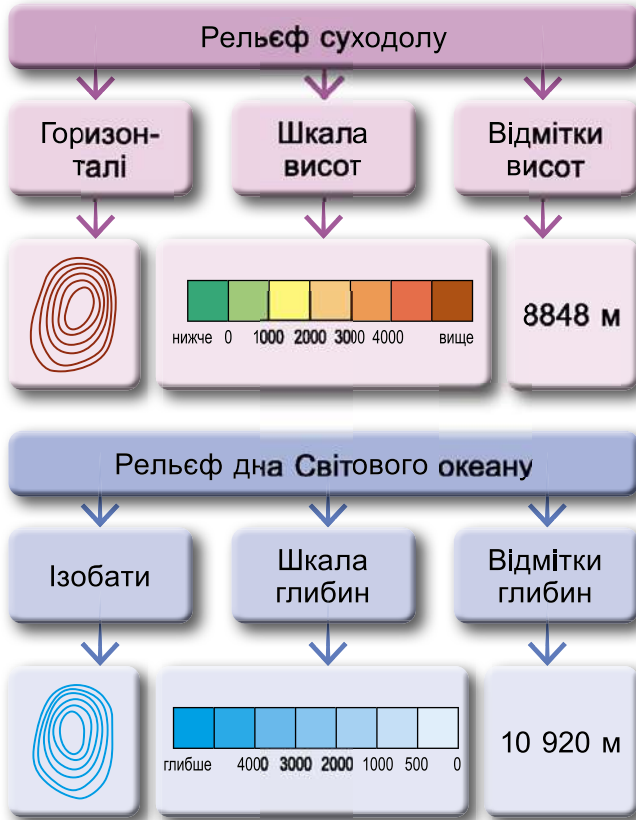 Рельєф суходолу
Горизон-
талі
Шкала
висот
Відмітки
висот
нижче 0 1000 2000 3000 4000 вище
8848 м
Рельєф дна Світового океану
Ізобати
Шкала
глибин
Відмітки
глибин
глибше 4000 3000 2000 1000 500 0
10 920 м